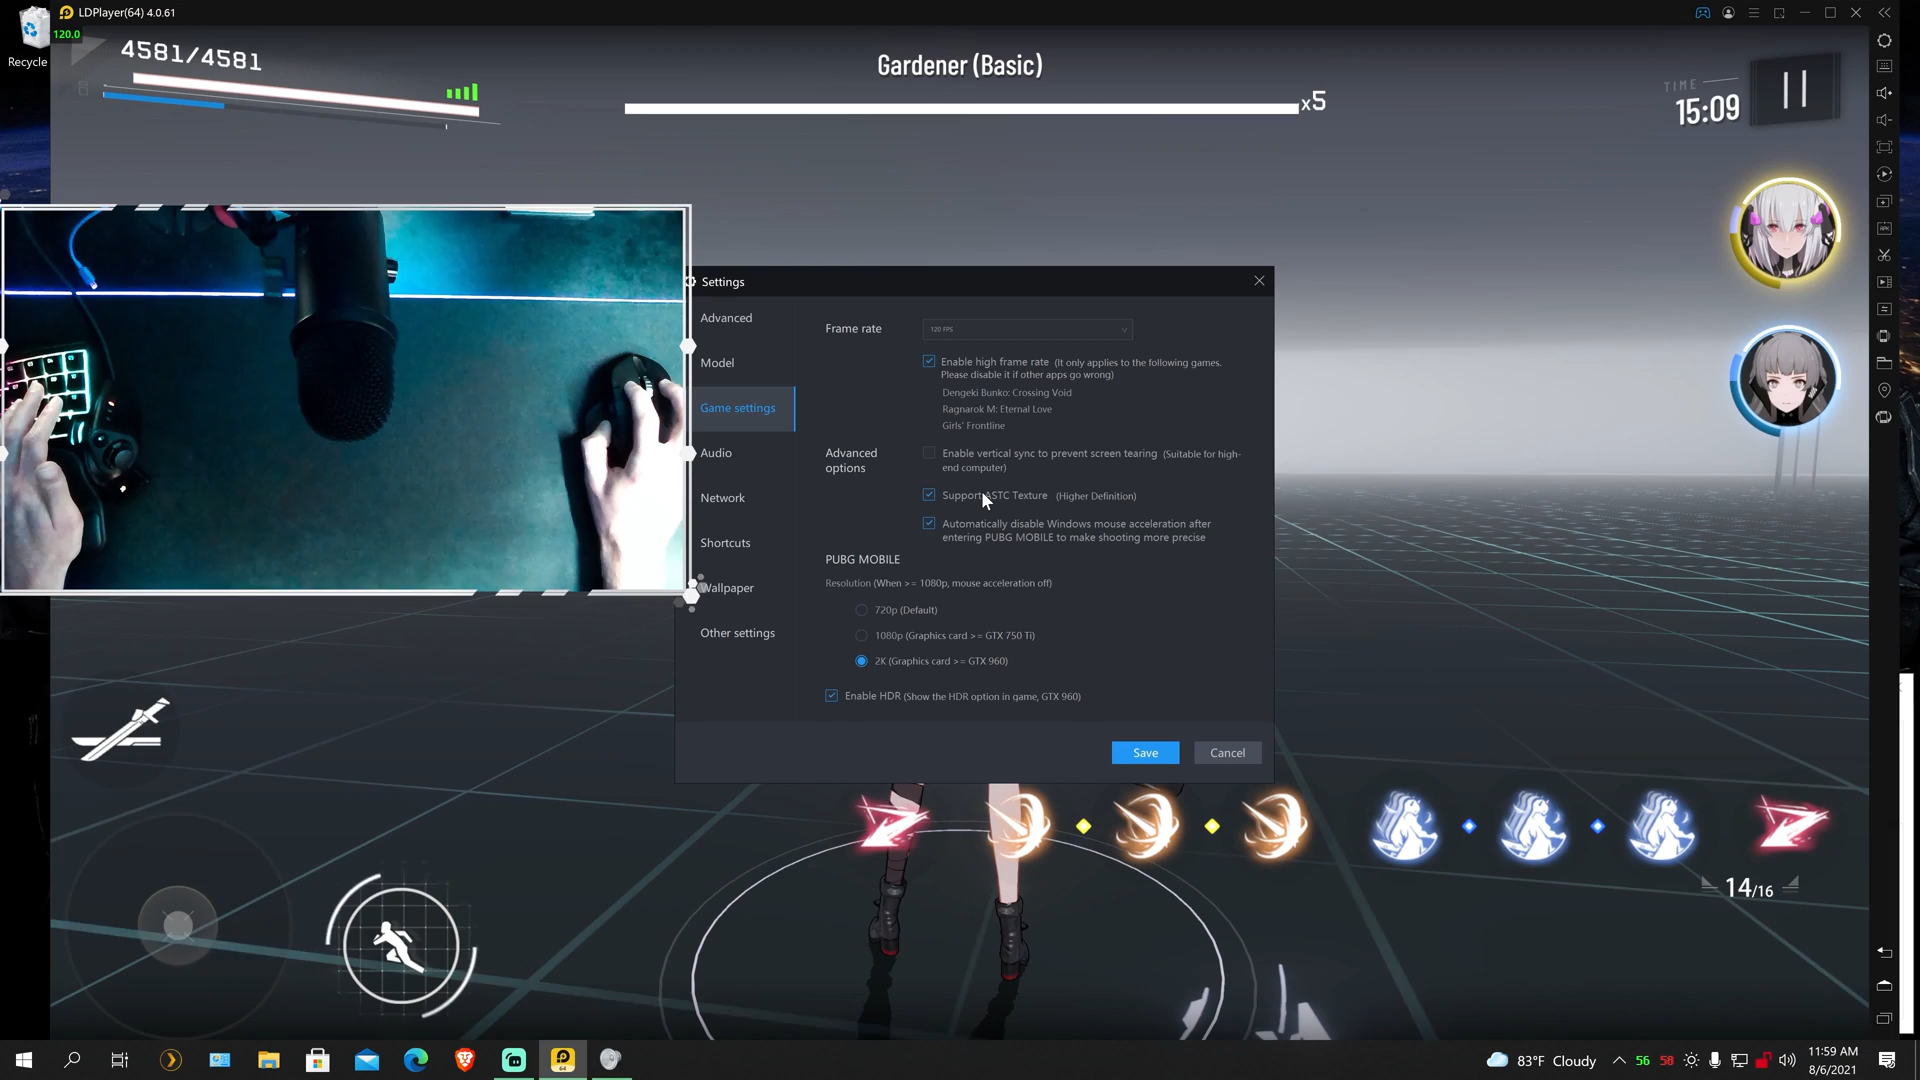 LDPlayer(64) 4.0.61
120.0
Recycle
4581/4581
Gardener (Basic)
x5
TIME
15:09
Settings
Advanced
Model
Game settings
Audio
Network
Shortcuts
Wallpaper
Other settings
Frame rate
120 FPS
Enable high frame rate (It only applies to the following games.
Please disable it if other apps go wrong)
Dengeki Bunko: Crossing Void
Ragnarok M: Eternal Love
Girls' Frontline
Advanced
options
Enable vertical sync to prevent screen tearing (Suitable for high-
end computer)
Support ASTC Texture (Higher Definition)
Automatically disable Windows mouse acceleration after
entering PUBG MOBILE to make shooting more precise
PUBG MOBILE
Resolution (When >= 1080p, mouse acceleration off)
720p (Default)
1080p (Graphics card >= GTX 750 Ti)
2K (Graphics card >= GTX 960)
Enable HDR (Show the HDR option in game, GTX 960)
Save
Cancel
14/16
64
83°F Cloudy
56
58
11:59 AM
8/6/2021